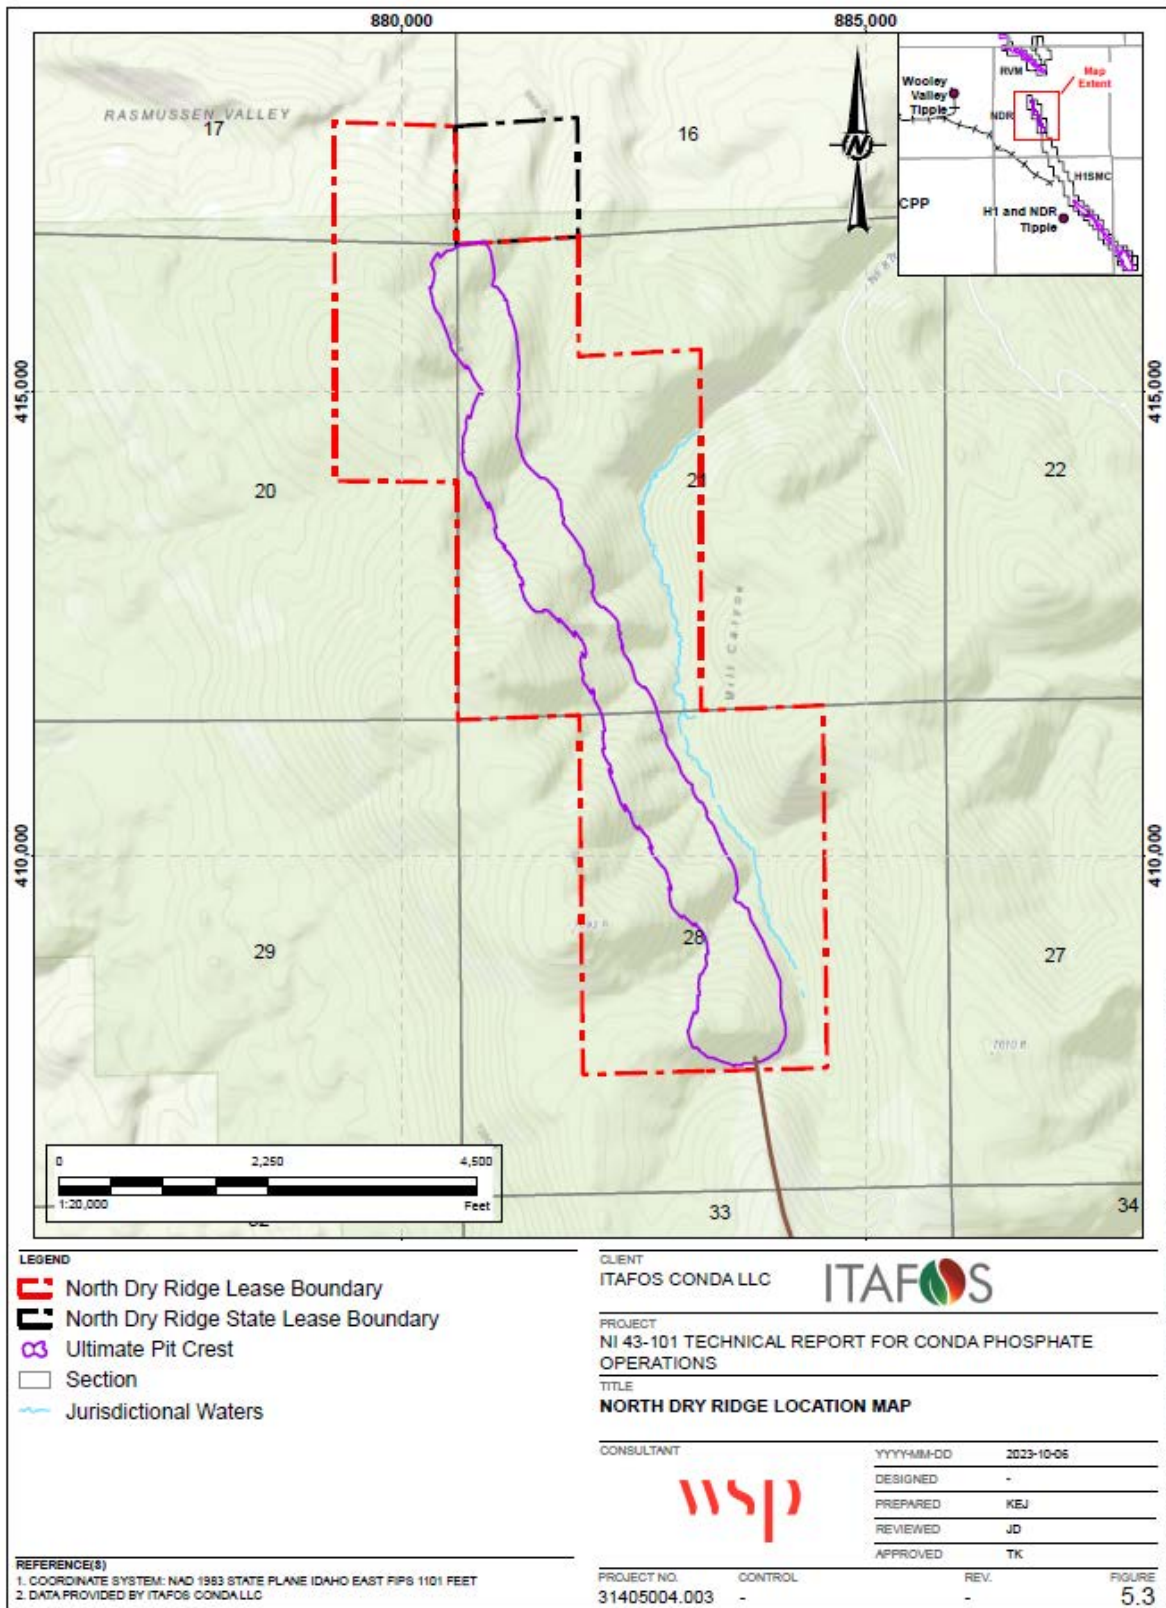 880,000
885,000
RASMUSSEN VALLEY
17
16
N
RVM
Map
Extent
Wooley
Valley
Tipple
NDR
H1SMC
CPP
H1 and NDR
Tipple
415,000
415,000
20
21
22
410,000
410,000
29
28
27
7010 ft
0
2,250
4,500
1:20,000
Feet
33
34
LEGEND
North Dry Ridge Lease Boundary
North Dry Ridge State Lease Boundary
Ultimate Pit Crest
Section
Jurisdictional Waters
REFERENCE(S)
1. COORDINATE SYSTEM: NAD 1983 STATE PLANE IDAHO EAST FIPS 1101 FEET
2. DATA PROVIDED BY ITAFOS CONDA LLC
CLIENT
ITAFOS CONDA LLC
ITAFOS
PROJECT
NI 43-101 TECHNICAL REPORT FOR CONDA PHOSPHATE
OPERATIONS
TITLE
NORTH DRY RIDGE LOCATION MAP
CONSULTANT
wsp
YYYY-MM-DD 2023-10-06
DESIGNED -
PREPARED KEJ
REVIEWED JD
APPROVED TK
PROJECT NO. CONTROL REV. FIGURE
31405004.003 - - 5.3